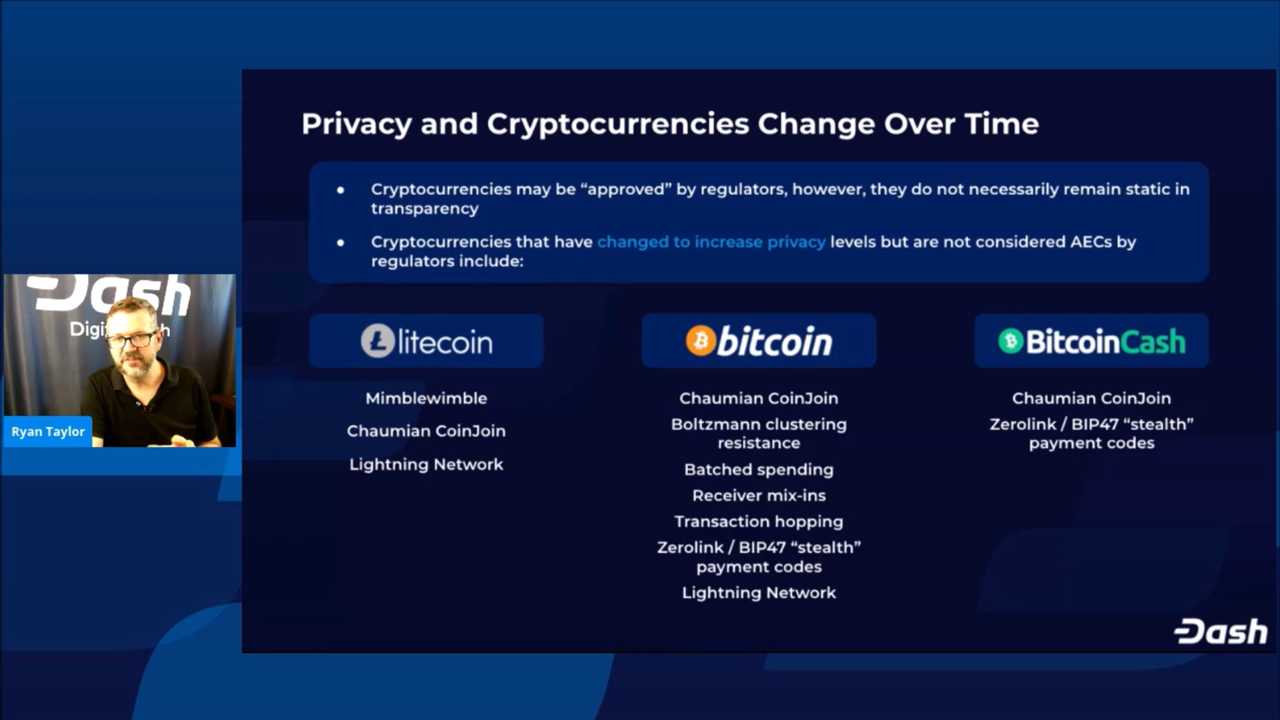 Privacy and Cryptocurrencies Change Over Time
● Cryptocurrencies may be “approved” by regulators, however, they do not necessarily remain static in
transparency
● Cryptocurrencies that have changed to increase privacy levels but are not considered AECs by
regulators include:
litecoin
Mimblewimble
Chaumian CoinJoin
Lightning Network
bitcoin
Chaumian CoinJoin
Boltzmann clustering
resistance
Batched spending
Receiver mix-ins
Transaction hopping
Zerolink / BIP47 “stealth”
payment codes
Lightning Network
BitcoinCash
Chaumian CoinJoin
Zerolink / BIP47 “stealth”
payment codes
Dash
Ryan Taylor
Dash